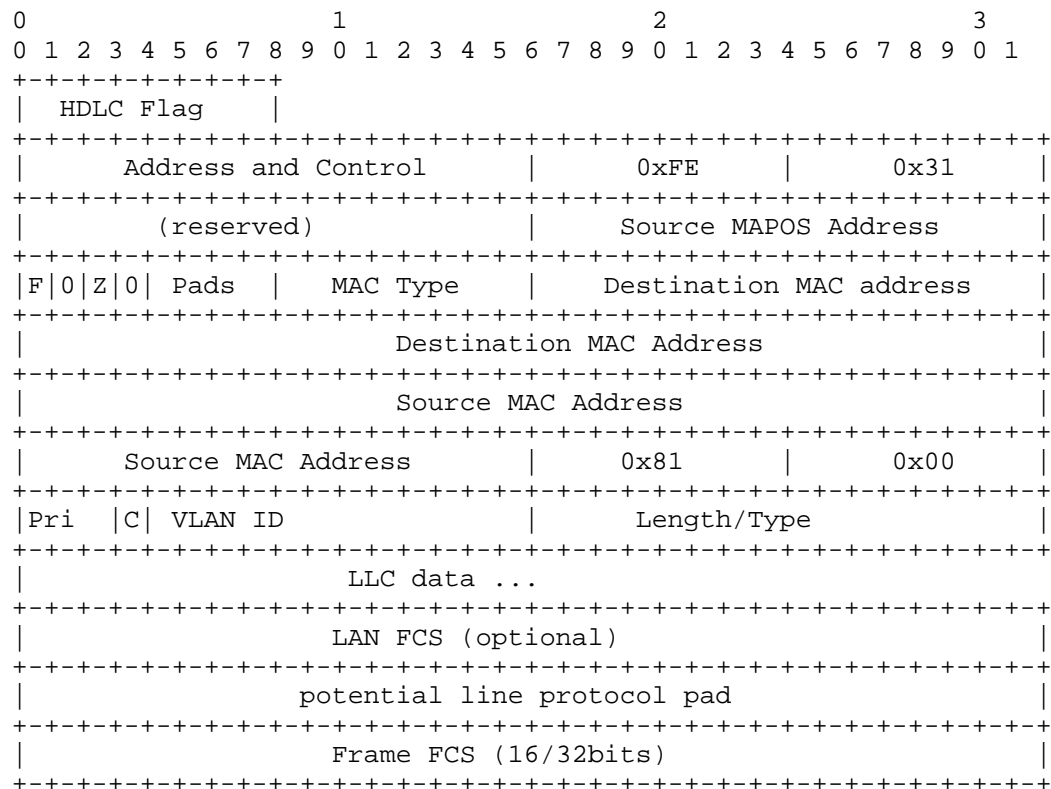 0                   1                   2                   3
0 1 2 3 4 5 6 7 8 9 0 1 2 3 4 5 6 7 8 9 0 1 2 3 4 5 6 7 8 9 0 1
+-+-+-+-+-+-+-+-+
|  HDLC Flag    |
+-+-+-+-+-+-+-+-+-+-+-+-+-+-+-+-+-+-+-+-+-+-+-+-+-+-+-+-+-+-+-+-+
|      Address and Control      |      0xFE     |      0x31     |
+-+-+-+-+-+-+-+-+-+-+-+-+-+-+-+-+-+-+-+-+-+-+-+-+-+-+-+-+-+-+-+-+
|        (reserved)             |     Source MAPOS Address      |
+-+-+-+-+-+-+-+-+-+-+-+-+-+-+-+-+-+-+-+-+-+-+-+-+-+-+-+-+-+-+-+-+
|F|0|Z|0| Pads  |   MAC Type    |    Destination MAC address    |
+-+-+-+-+-+-+-+-+-+-+-+-+-+-+-+-+-+-+-+-+-+-+-+-+-+-+-+-+-+-+-+-+
|                       Destination MAC Address                 |
+-+-+-+-+-+-+-+-+-+-+-+-+-+-+-+-+-+-+-+-+-+-+-+-+-+-+-+-+-+-+-+-+
|                       Source MAC Address                      |
+-+-+-+-+-+-+-+-+-+-+-+-+-+-+-+-+-+-+-+-+-+-+-+-+-+-+-+-+-+-+-+-+
|      Source MAC Address       |      0x81     |      0x00     |
+-+-+-+-+-+-+-+-+-+-+-+-+-+-+-+-+-+-+-+-+-+-+-+-+-+-+-+-+-+-+-+-+
|Pri  |C| VLAN ID               |      Length/Type              |
+-+-+-+-+-+-+-+-+-+-+-+-+-+-+-+-+-+-+-+-+-+-+-+-+-+-+-+-+-+-+-+-+
|                    LLC data ...
+-+-+-+-+-+-+-+-+-+-+-+-+-+-+-+-+-+-+-+-+-+-+-+-+-+-+-+-+-+-+-+-+
|                   LAN FCS (optional)                          |
+-+-+-+-+-+-+-+-+-+-+-+-+-+-+-+-+-+-+-+-+-+-+-+-+-+-+-+-+-+-+-+-+
|                 potential line protocol pad                   |
+-+-+-+-+-+-+-+-+-+-+-+-+-+-+-+-+-+-+-+-+-+-+-+-+-+-+-+-+-+-+-+-+
|                   Frame FCS (16/32bits)                       |
+-+-+-+-+-+-+-+-+-+-+-+-+-+-+-+-+-+-+-+-+-+-+-+-+-+-+-+-+-+-+-+-+